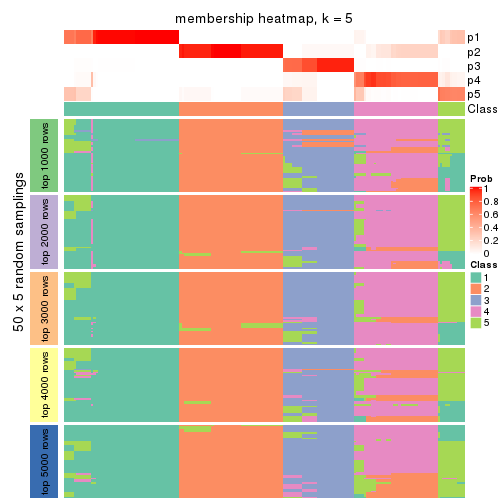 membership heatmap, k = 5
p1
p2
p3
p4
p5
Class
50 x 5 random samplings
top 1000 rows
top 2000 rows
top 3000 rows
top 4000 rows
top 5000 rows
Prob
1
0.8
0.6
0.4
0.2
0
Class
1
2
3
4
5